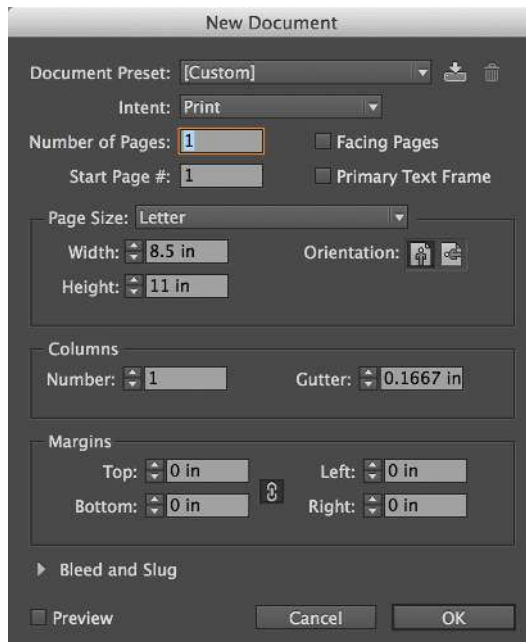 New Document
Document Preset: [Custom]
Intent: Print
Number of Pages: 1 Facing Pages
Start Page #: 1 Primary Text Frame
Page Size: Letter
Width: 8.5 in Orientation:
Height: 11 in
Columns
Number: 1 Gutter: 0.1667 in
Margins
Top: 0 in Left: 0 in
Bottom: 0 in Right: 0 in
Bleed and Slug
Preview Cancel OK